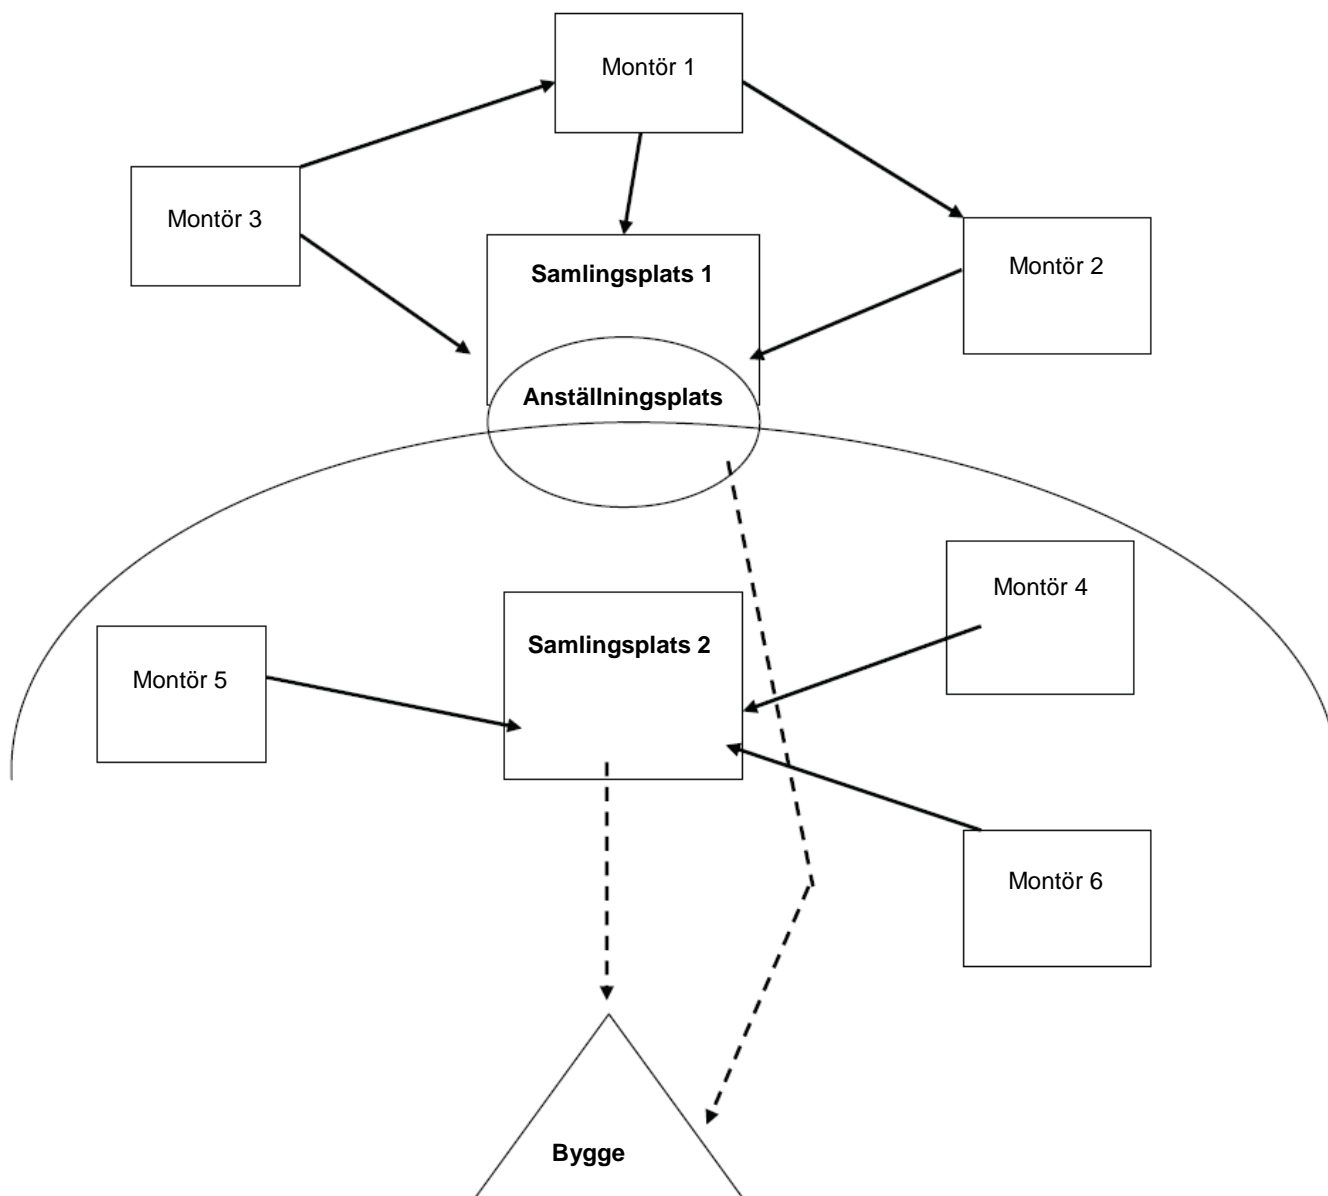 Montör 1
Montör 3
Montör 2
Samlingsplats 1
Anställningsplats
Montör 4
Samlingsplats 2
Montör 5
Montör 6
Bygge